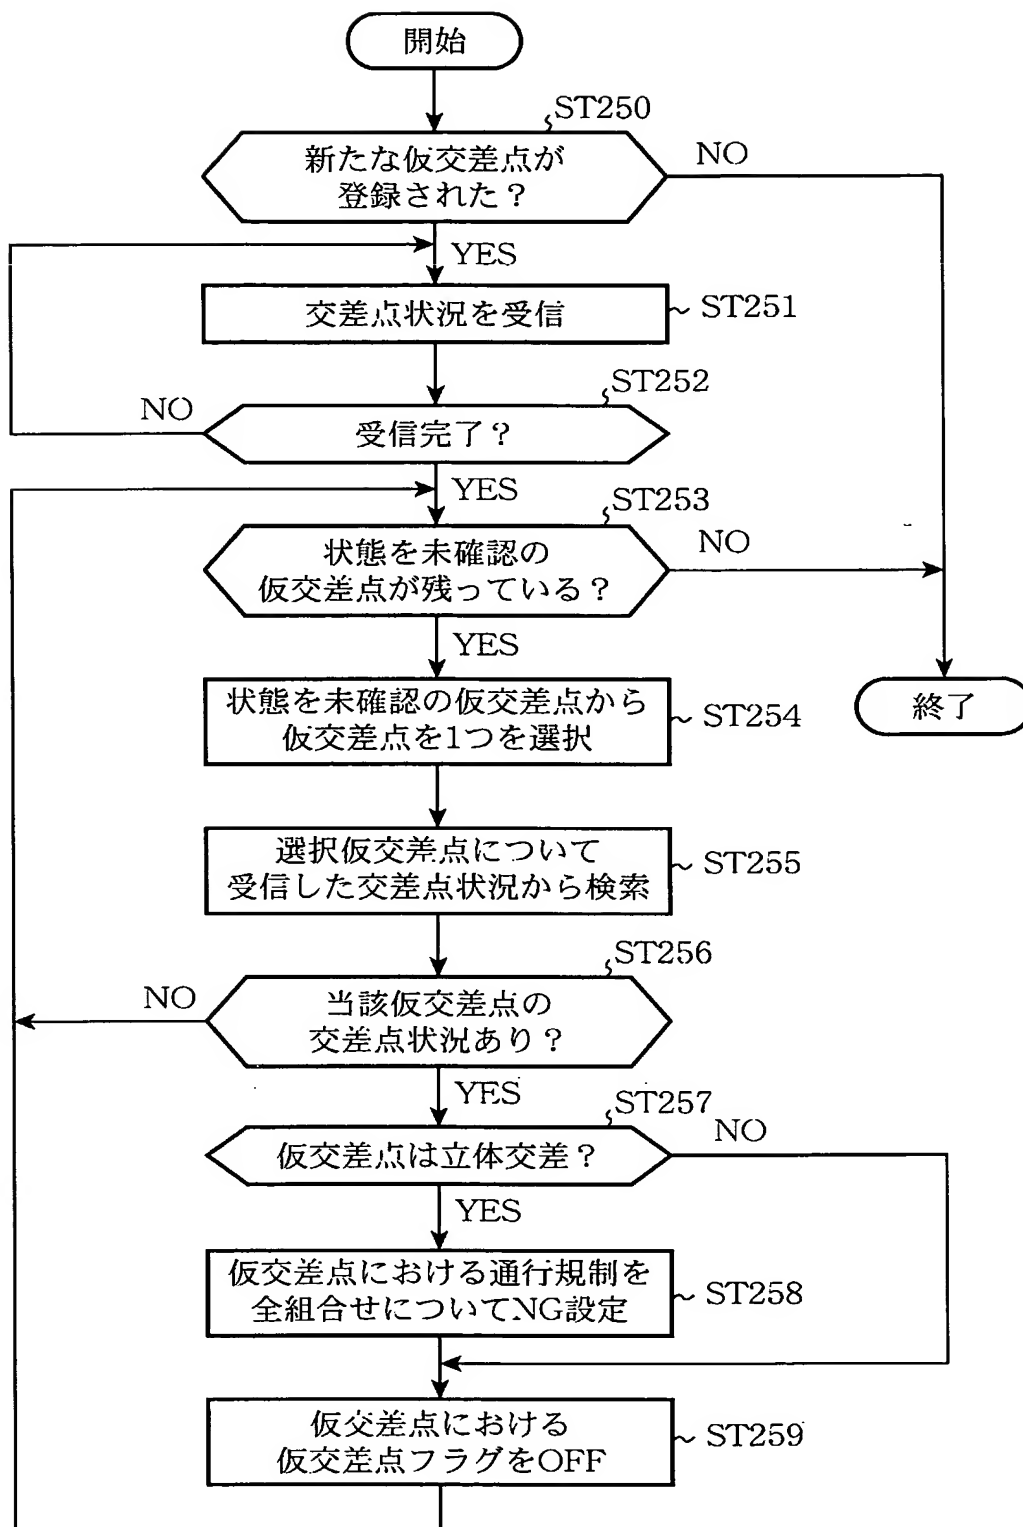 開始
ST250
新たな仮交差点が
登録された？
NO
YES
交差点状況を受信
ST251
ST252
NO
受信完了？
YES
ST253
状態を未確認の
仮交差点が残っている？
NO
YES
状態を未確認の仮交差点から
仮交差点を1つを選択
ST254
終了
選択仮交差点について
受信した交差点状況から検索
ST255
ST256
NO
当該仮交差点の
交差点状況あり？
YES
ST257
NO
仮交差点は立体交差？
YES
仮交差点における通行規制を
全組合せについてNG設定
ST258
仮交差点における
仮交差点フラグをOFF
ST259